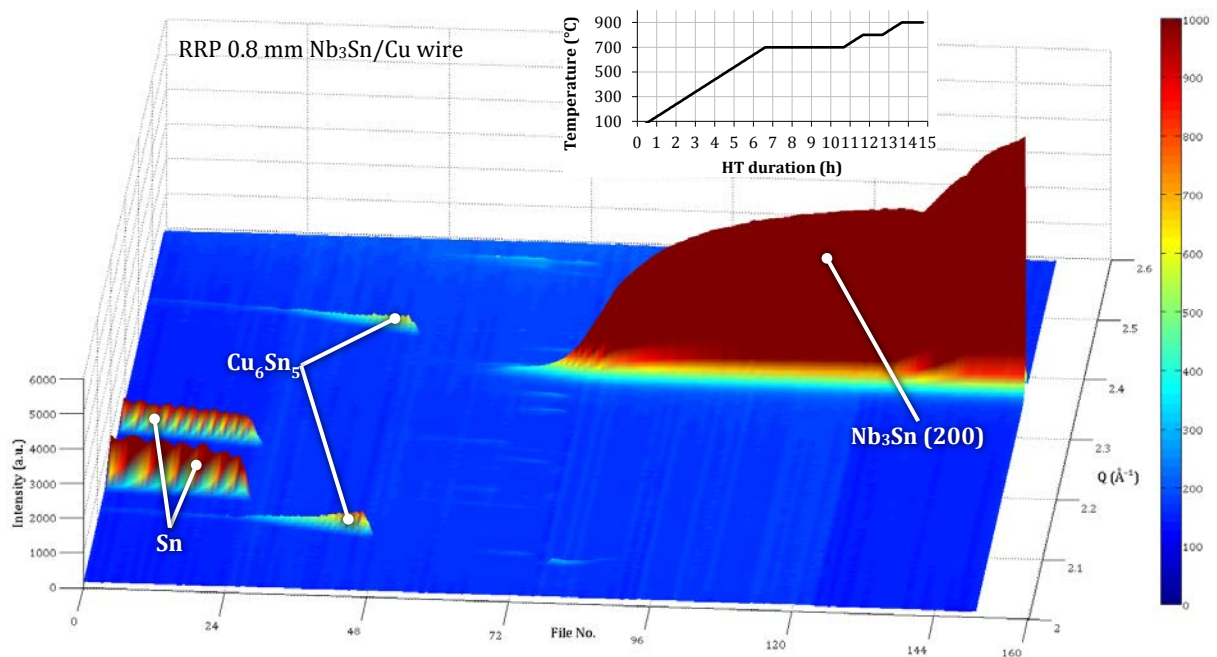 RRP 0.8 mm Nb₃Sn/Cu wire
Temperature (°C)
900
700
500
300
100
0 1 2 3 4 5 6 7 8 9 10 11 12 13 14 15
HT duration (h)
1000
900
800
700
600
500
400
300
200
100
0
Cu₆Sn₅
Sn
Nb₃Sn (200)
Intensity (a.u.)
6000
5000
4000
3000
2000
1000
0
0 24 48 72 96 120 144 160
File No.
2.6
2.5
2.4
2.3
2.2
2.1
2
Q (Å⁻¹)